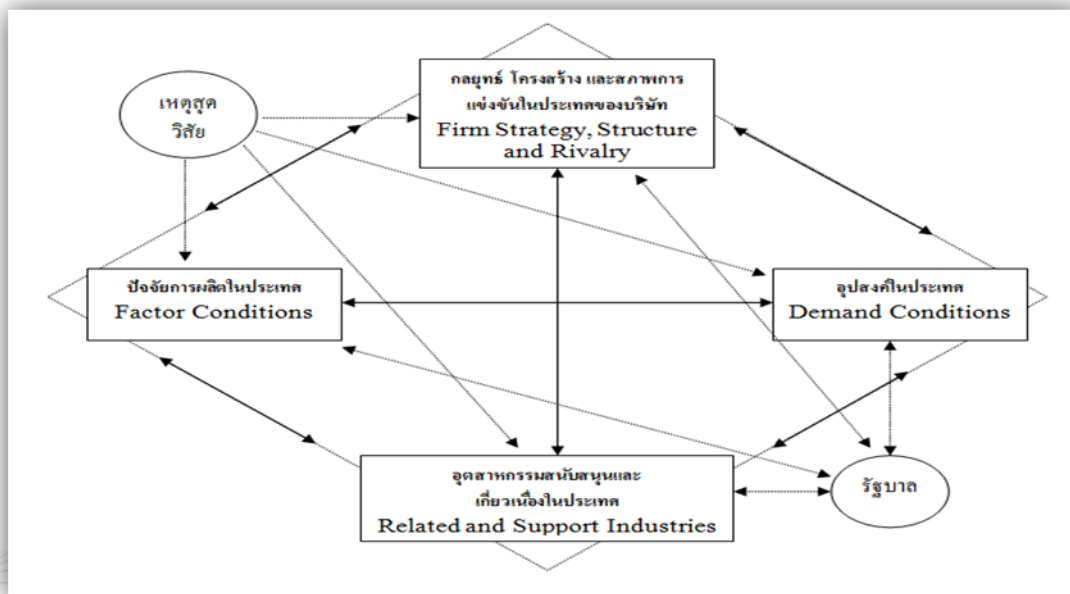 กลยุทธ์ โครงสร้าง และสภาพการ
แข่งขันในประเทศของบริษัท
Firm Strategy, Structure
and Rivalry
เหตุสุด
วิสัย
ปัจจัยการผลิตในประเทศ
Factor Conditions
อุปสงค์ในประเทศ
Demand Conditions
อุตสาหกรรมสนับสนุนและ
เกี่ยวเนื่องในประเทศ
Related and Support Industries
รัฐบาล